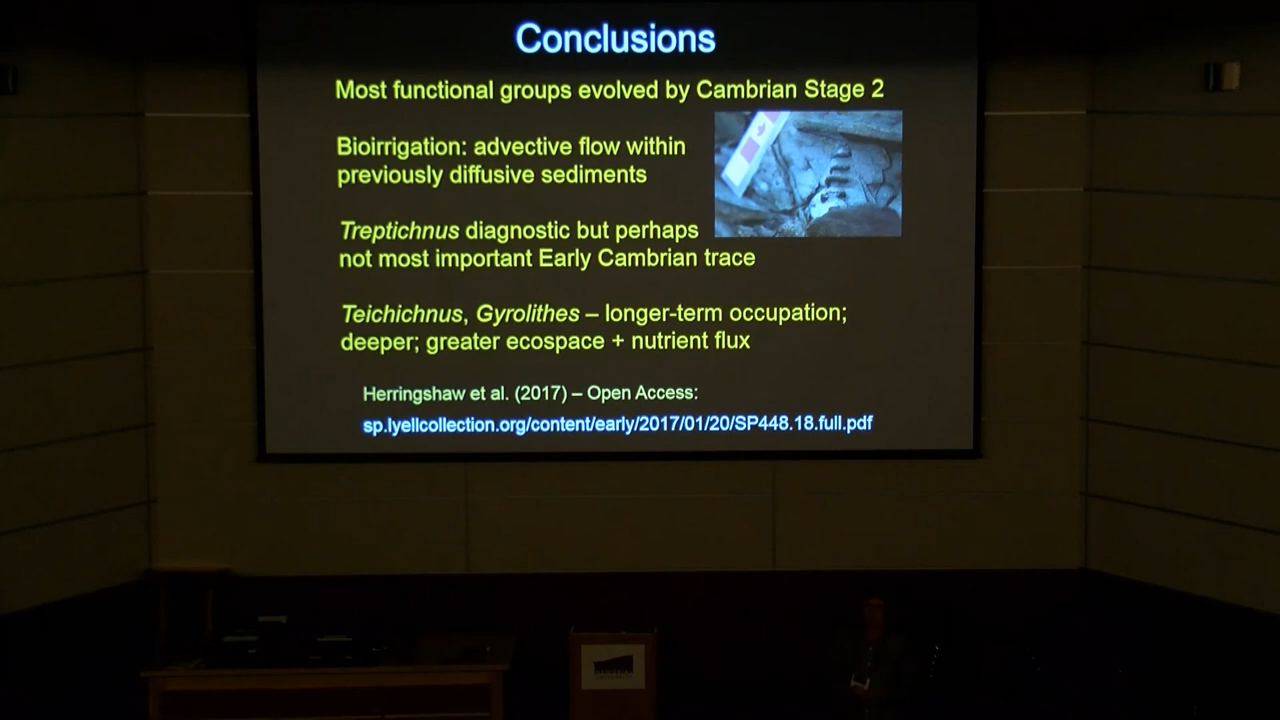 Conclusions
Most functional groups evolved by Cambrian Stage 2
Bioirrigation: advective flow within
previously diffusive sediments
Treptichnus diagnostic but perhaps
not most important Early Cambrian trace
Teichichnus, Gyrolithes – longer-term occupation;
deeper; greater ecospace + nutrient flux
Herringshaw et al. (2017) – Open Access:
sp.lyellcollection.org/content/early/2017/01/20/SP448.18.full.pdf